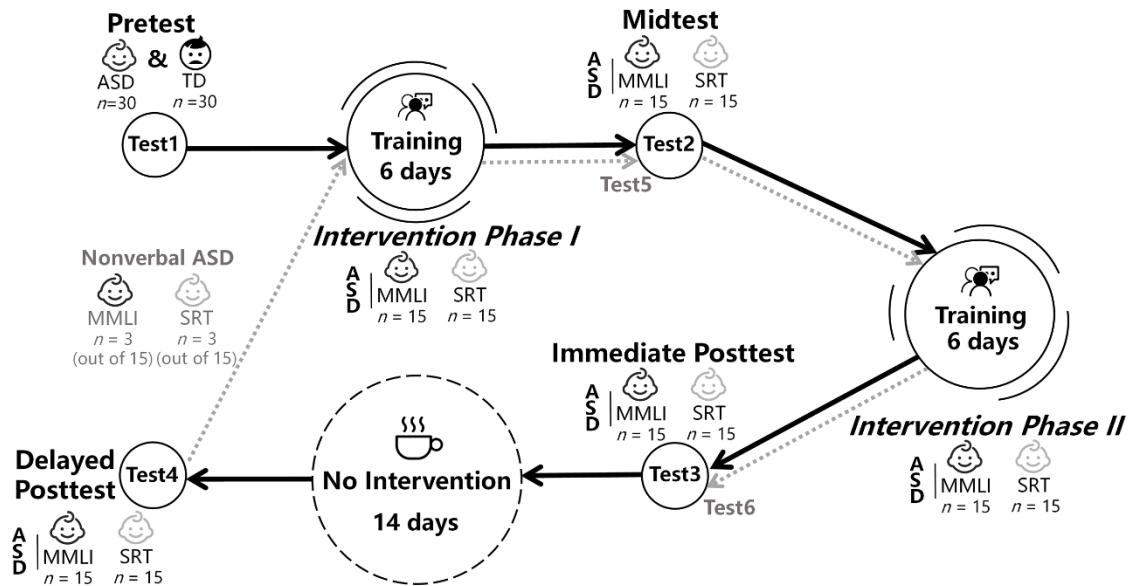 Pretest
&
ASD TD
n=30 n=30
Test1
Training
6 days
Intervention Phase I
ASD
MMLI SRT
n = 15 n = 15
Midtest
ASD
MMLI SRT
n = 15 n = 15
Test2
Test5
Training
6 days
Intervention Phase II
ASD
MMLI SRT
n = 15 n = 15
Immediate Posttest
ASD
MMLI SRT
n = 15 n = 15
Test3
Test6
No Intervention
14 days
Delayed
Posttest
Test4
ASD
MMLI SRT
n = 15 n = 15
Nonverbal ASD
MMLI SRT
n = 3 n = 3
(out of 15) (out of 15)